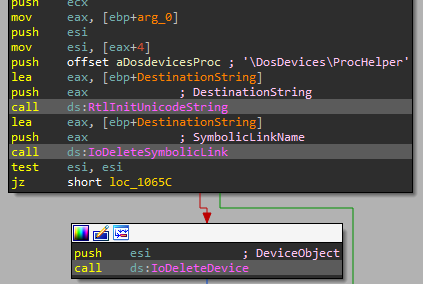 push ecx
mov eax, [ebp+arg_0]
push esi
mov esi, [eax+4]
push offset aDosdevicesProc ; '\DosDevices\ProcHelper'
lea eax, [ebp+DestinationString]
push eax ; DestinationString
call ds:RtlInitUnicodeString
lea eax, [ebp+DestinationString]
push eax ; SymbolicLinkName
call ds:IoDeleteSymbolicLink
test esi, esi
jz short loc_1065C
push esi ; DeviceObject
call ds:IoDeleteDevice